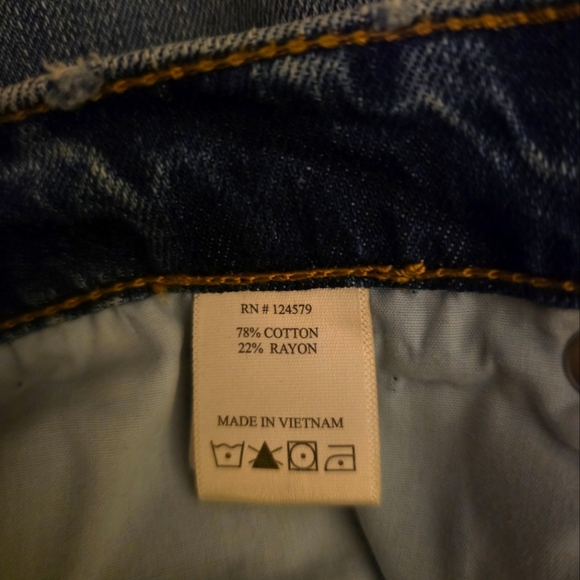 RN # 124579
78% COTTON
22% RAYON
MADE IN VIETNAM